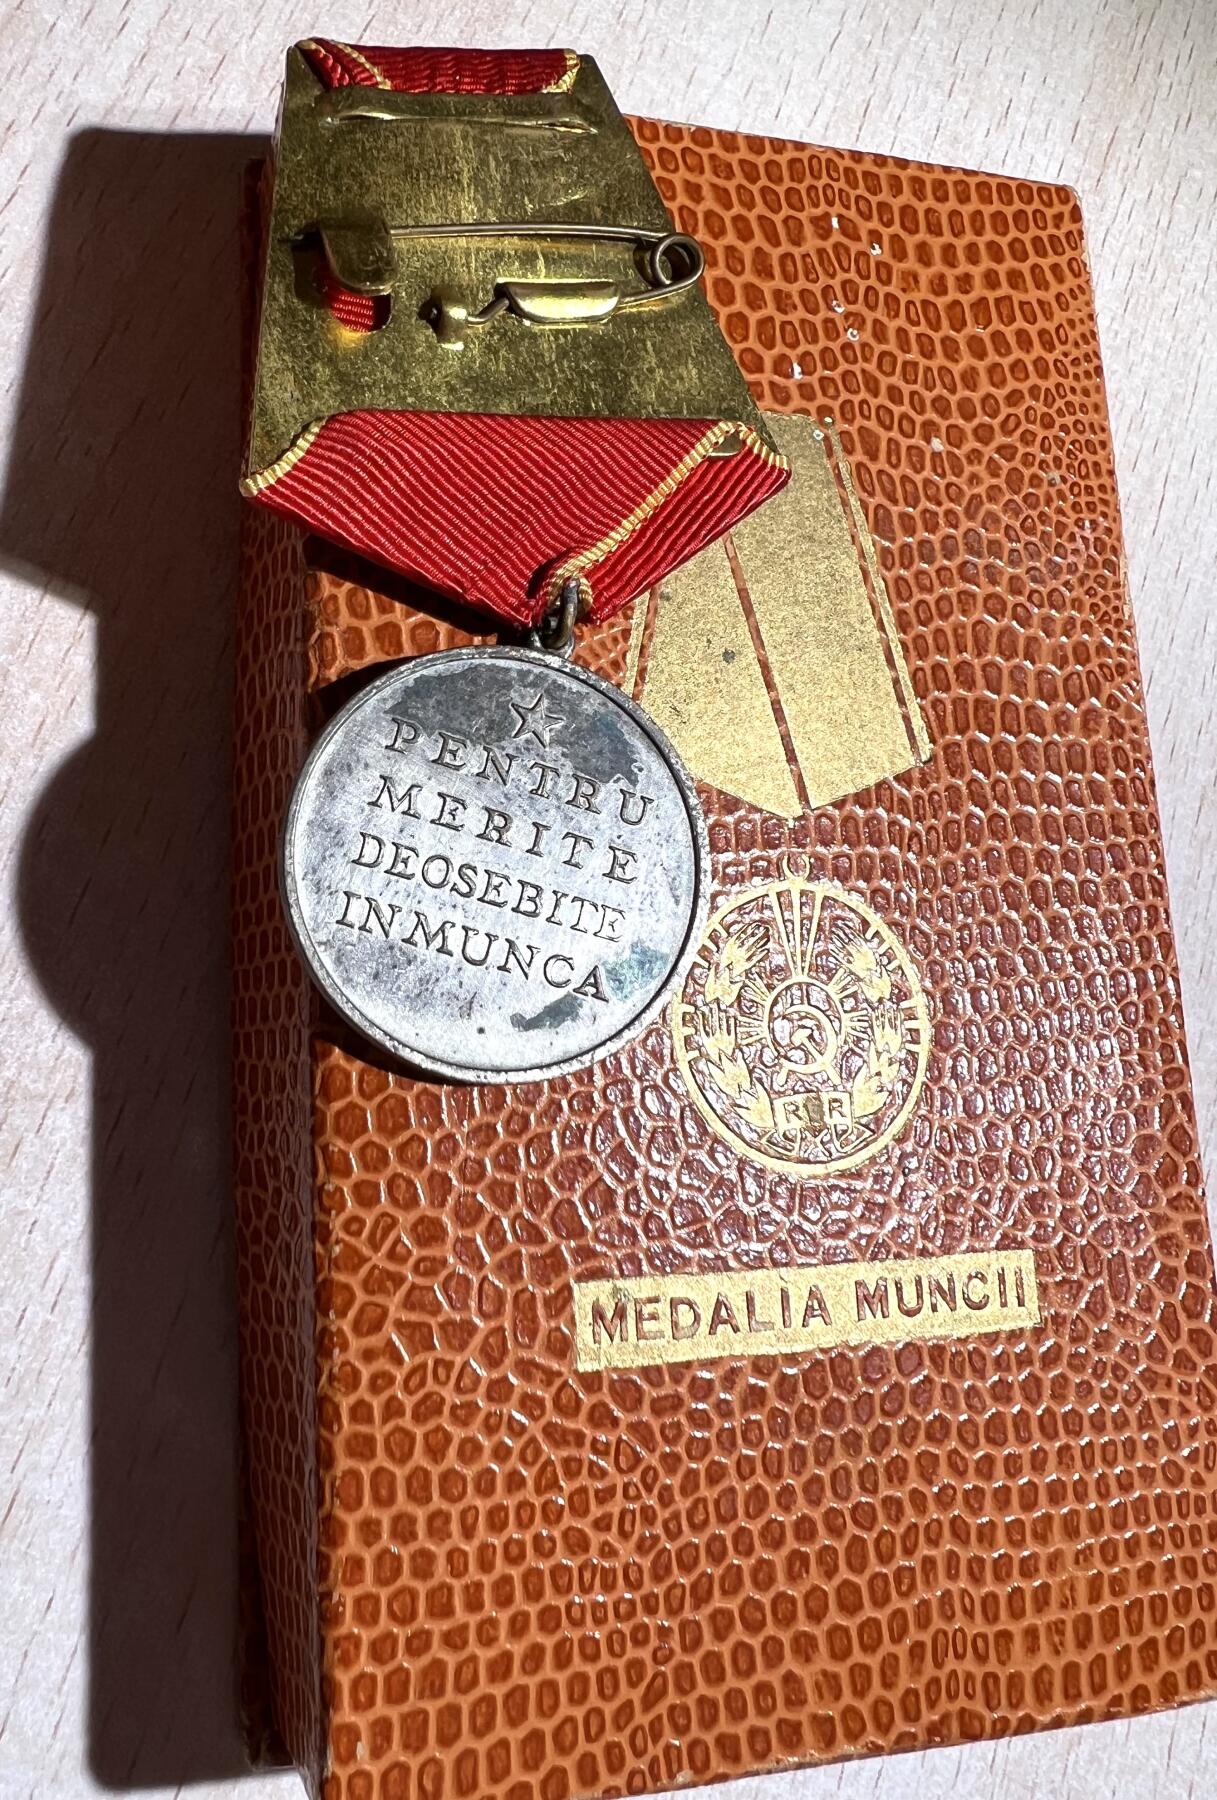 PENTRU
MERITE
DEOSEBITE
IN MUNCA
R R
MEDALIA MUNCII